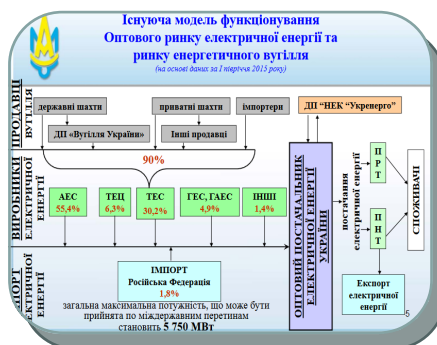 Існуюча модель функціонування
Оптового ринку електричної енергії та
ринку енергетичного вугілля
(на основі даних за І півріччя 2015 року)
ПРОДАВЦІ
ВУГІЛЛЯ
державні шахти
приватні шахти
імпортери
ДП “НЕК “Укренерго”
ДП «Вугілля України»
Інші продавці
90%
ВИРОБНИКИ
ЕЛЕКТРИЧНОЇ
ЕНЕРГІЇ
АЕС
55,4%
ТЕЦ
6,3%
ТЕС
30,2%
ГЕС, ГАЕС
4,9%
ІНШІ
1,4%
ОПТОВИЙ ПОСТАЧАЛЬНИК
ЕЛЕКТРИЧНОЇ ЕНЕРГІЇ
УКРАЇНИ
постачання
електричної енергії
П
Р
Т
П
Н
Т
СПОЖИВАЧІ
ІМПОРТ
ЕЛЕКТРИЧНОЇ
ЕНЕРГІЇ
ІМПОРТ
Російська Федерація
1,8%
Експорт
електричної
енергії
загальна максимальна потужність, що може бути
прийнята по міждержавним перетинам
становить 5 750 МВт
5